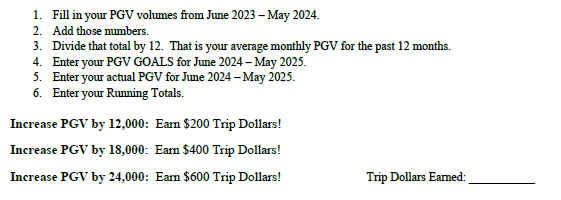 1. Fill in your PGV volumes from June 2023 – May 2024.
2. Add those numbers.
3. Divide that total by 12. That is your average monthly PGV for the past 12 months.
4. Enter your PGV GOALS for June 2024 – May 2025.
5. Enter your actual PGV for June 2024 – May 2025.
6. Enter your Running Totals.
Increase PGV by 12,000: Earn $200 Trip Dollars!
Increase PGV by 18,000: Earn $400 Trip Dollars!
Increase PGV by 24,000: Earn $600 Trip Dollars! Trip Dollars Earned: __________